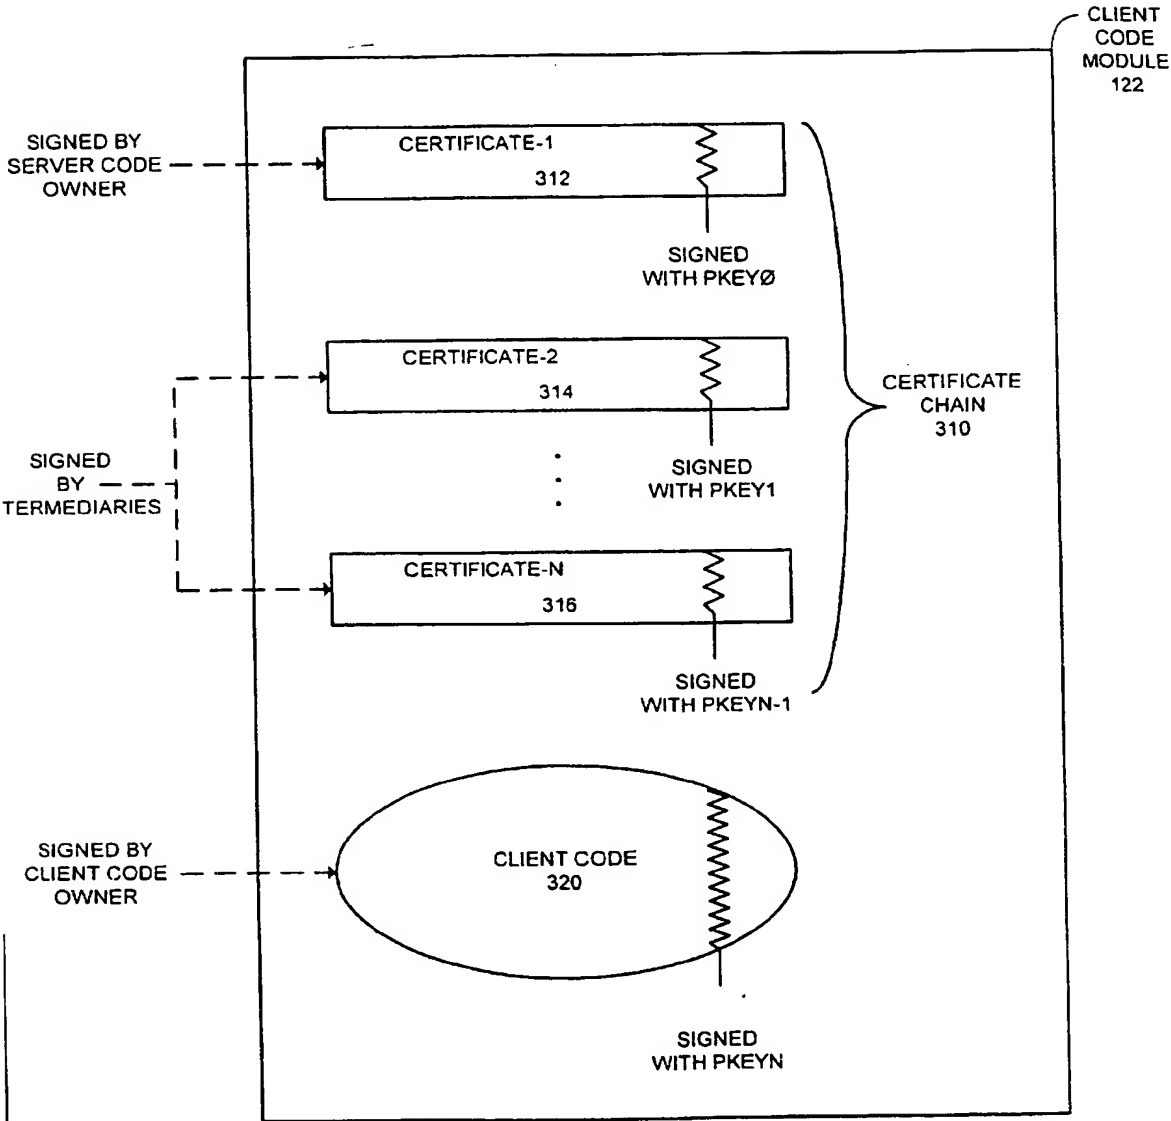 CLIENT
CODE
MODULE
122
SIGNED BY
SERVER CODE
OWNER
CERTIFICATE-1
312
SIGNED
WITH PKEYØ
CERTIFICATE-2
314
SIGNED
WITH PKEY1
CERTIFICATE
CHAIN
310
SIGNED
BY
TERMEDIARIES
CERTIFICATE-N
316
SIGNED
WITH PKEYN-1
SIGNED BY
CLIENT CODE
OWNER
CLIENT CODE
320
SIGNED
WITH PKEYN